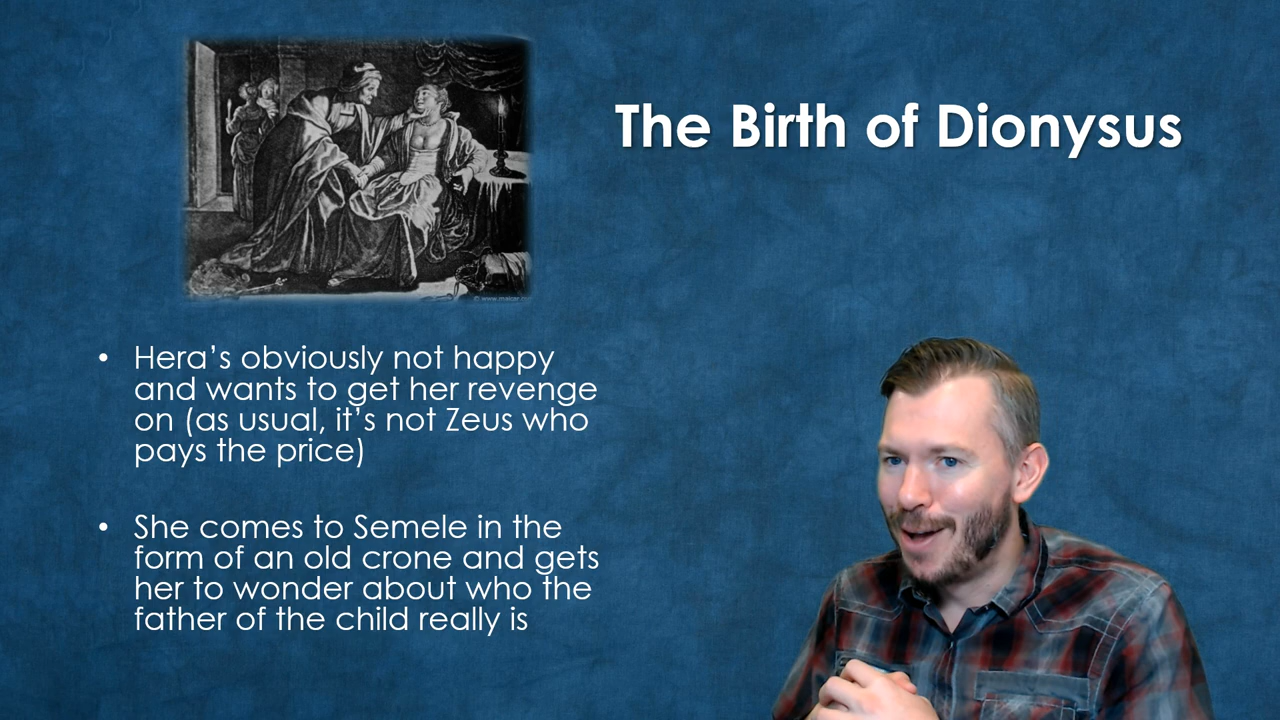 The Birth of Dionysus
• Hera’s obviously not happy
and wants to get her revenge
on (as usual, it’s not Zeus who
pays the price)
• She comes to Semele in the
form of an old crone and gets
her to wonder about who the
father of the child really is